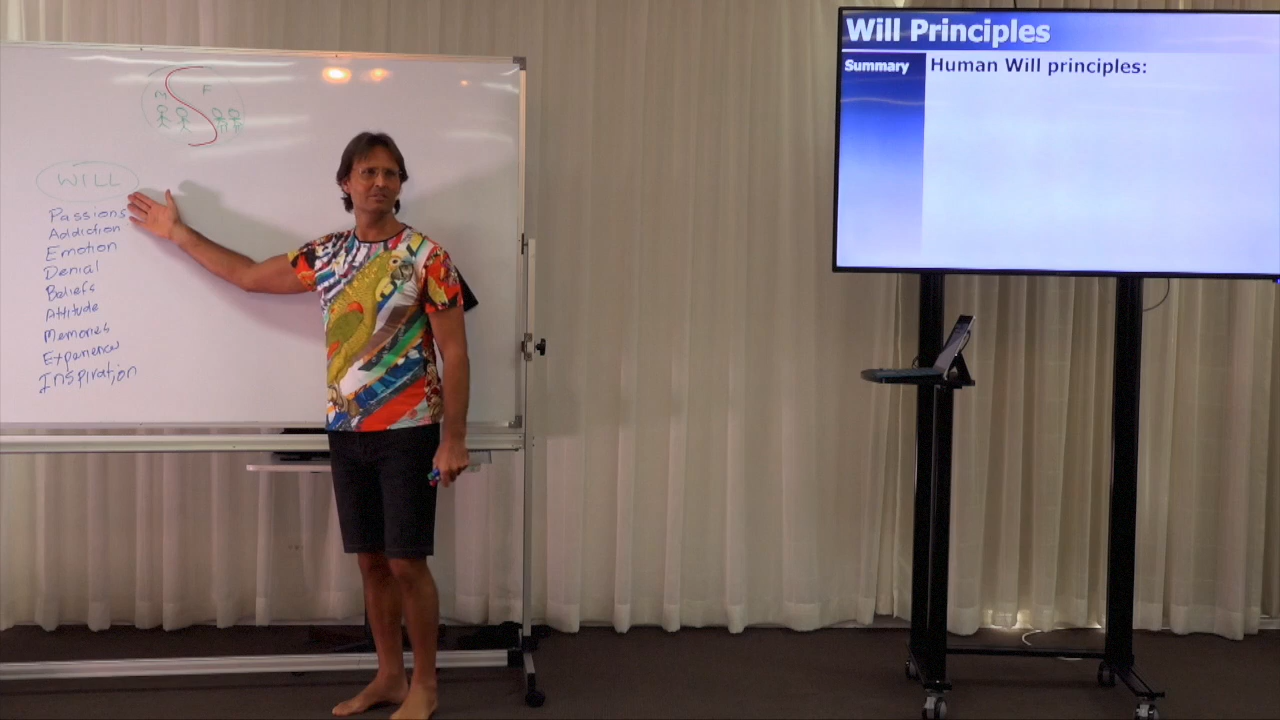 M F
WILL
Passions
Addiction
Emotion
Denial
Beliefs
Attitude
Memories
Experience
Inspiration
Will Principles
Summary
Human Will principles: